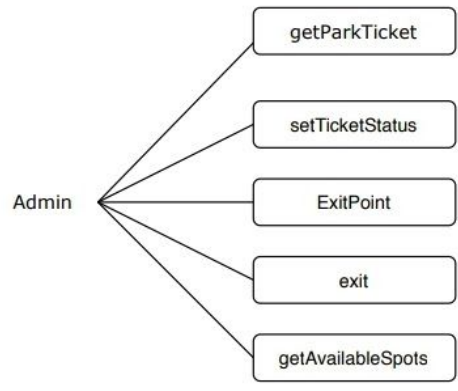 getParkTicket
setTicketStatus
Admin
ExitPoint
exit
getAvailableSpots